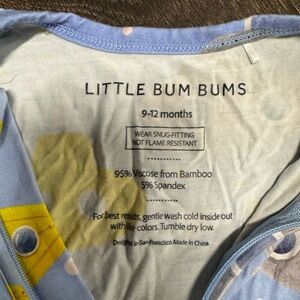 LITTLE BUM BUMS
9-12 months
WEAR SNUG-FITTING
NOT FLAME RESISTANT
95% Viscose from Bamboo
5% Spandex
For best results, gentle wash cold inside out
with like colors. Tumble dry low.
Designed in San Francisco Made in China